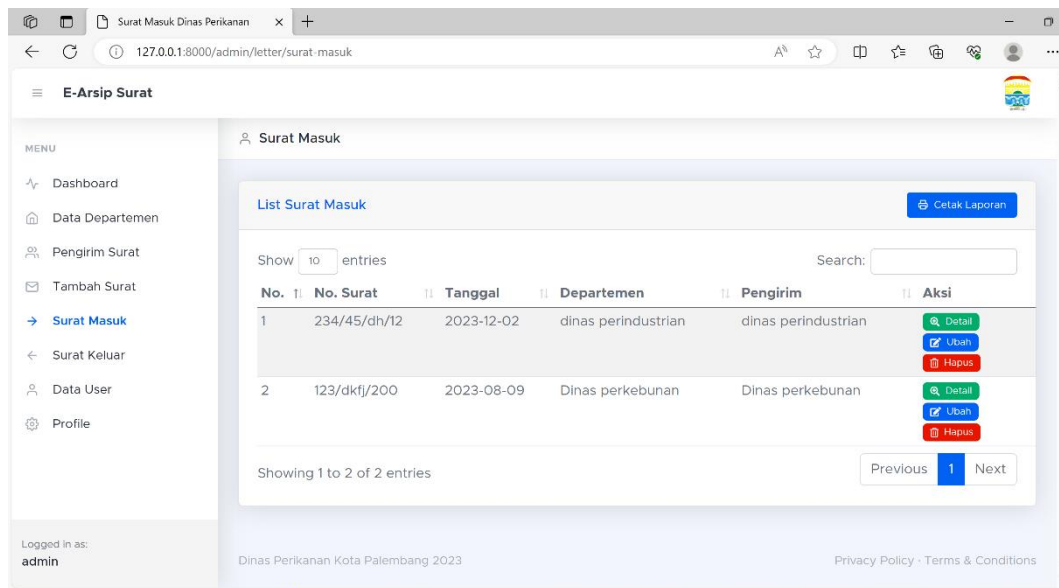 Surat Masuk Dinas Perikanan
127.0.0.1:8000/admin/letter/surat-masuk
E-Arsip Surat
MENU
Dashboard
Data Departemen
Pengirim Surat
Tambah Surat
Surat Masuk
Surat Keluar
Data User
Profile
Logged in as:
admin
Surat Masuk
List Surat Masuk
Cetak Laporan
Show 10 entries Search:
No. No. Surat Tanggal Departemen Pengirim Aksi
1 234/45/dh/12 2023-12-02 dinas perindustrian dinas perindustrian Detail
Ubah
Hapus
2 123/dkfj/200 2023-08-09 Dinas perkebunan Dinas perkebunan Detail
Ubah
Hapus
Showing 1 to 2 of 2 entries Previous 1 Next
Dinas Perikanan Kota Palembang 2023 Privacy Policy · Terms & Conditions